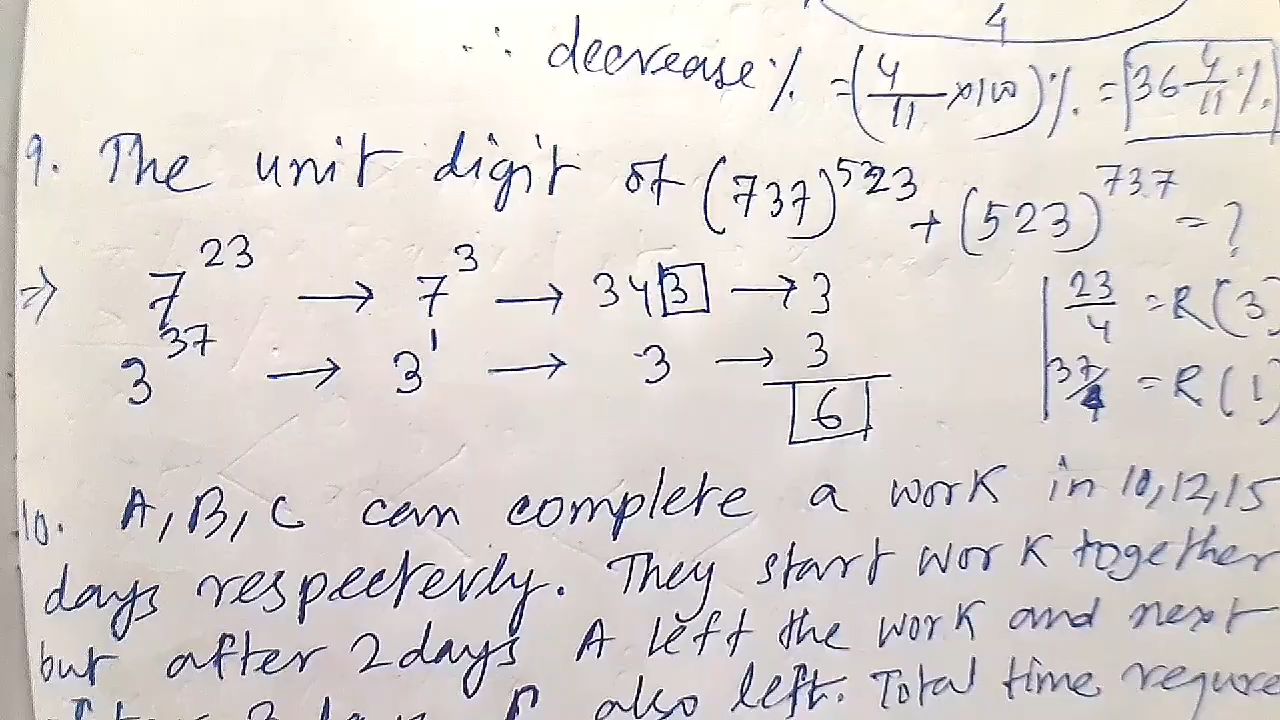 4
∴ decrease % = (4/11 × 100) % = 36 4/11 %
9. The unit digit of (737)^523 + (523)^737 = ?
⇒ 7^23 → 7^3 → 343 → 3 | 23/4 = R (3)
3^37 → 3^1 → 3 → 3 | 37/4 = R (1)
6
10. A, B, C can complete a work in 10, 12, 15
days respecterly. They start work together
but after 2 days A left the work and next
also left. Total time require